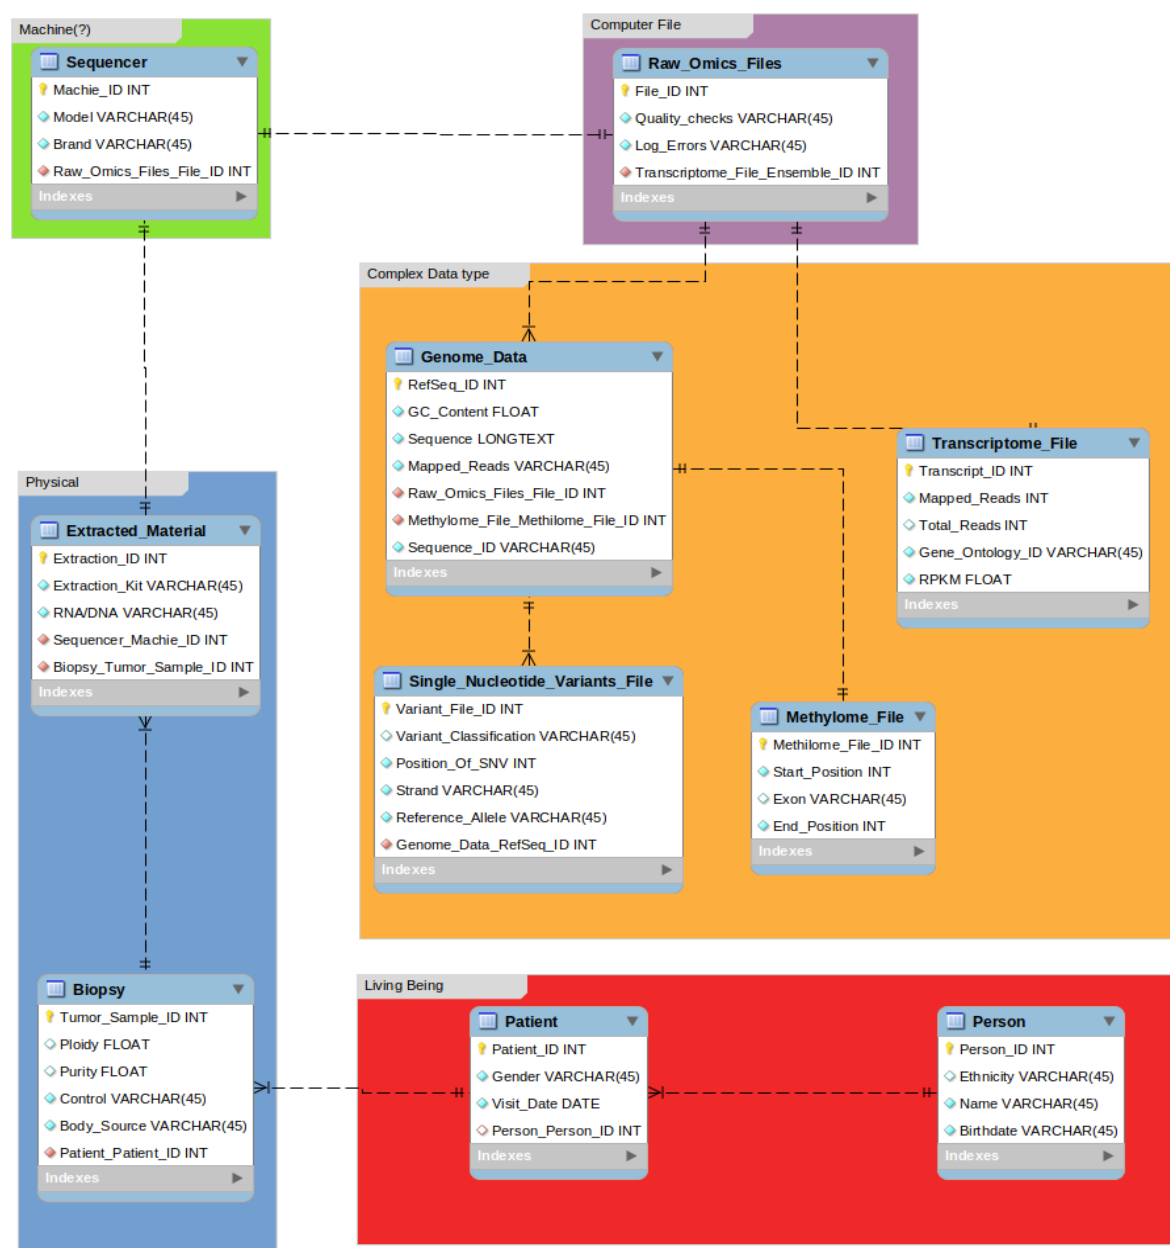 Machine(?)
Sequencer
Machie_ID INT
Model VARCHAR(45)
Brand VARCHAR(45)
Raw_Omics_Files_File_ID INT
Indexes
Computer File
Raw_Omics_Files
File_ID INT
Quality_checks VARCHAR(45)
Log_Errors VARCHAR(45)
Transcriptome_File_Ensemble_ID INT
Indexes
Complex Data type
Genome_Data
RefSeq_ID INT
GC_Content FLOAT
Sequence LONGTEXT
Mapped_Reads VARCHAR(45)
Raw_Omics_Files_File_ID INT
Methylome_File_Methilome_File_ID INT
Sequence_ID VARCHAR(45)
Indexes
Transcriptome_File
Transcript_ID INT
Mapped_Reads INT
Total_Reads INT
Gene_Ontology_ID VARCHAR(45)
RPKM FLOAT
Indexes
Single_Nucleotide_Variants_File
Variant_File_ID INT
Variant_Classification VARCHAR(45)
Position_Of_SNV INT
Strand VARCHAR(45)
Reference_Allele VARCHAR(45)
Genome_Data_RefSeq_ID INT
Indexes
Methylome_File
Methilome_File_ID INT
Start_Position INT
Exon VARCHAR(45)
End_Position INT
Indexes
Physical
Extracted_Material
Extraction_ID INT
Extraction_Kit VARCHAR(45)
RNA/DNA VARCHAR(45)
Sequencer_Machie_ID INT
Biopsy_Tumor_Sample_ID INT
Indexes
Biopsy
Tumor_Sample_ID INT
Ploidy FLOAT
Purity FLOAT
Control VARCHAR(45)
Body_Source VARCHAR(45)
Patient_Patient_ID INT
Indexes
Living Being
Patient
Patient_ID INT
Gender VARCHAR(45)
Visit_Date DATE
Person_Person_ID INT
Indexes
Person
Person_ID INT
Ethnicity VARCHAR(45)
Name VARCHAR(45)
Birthdate VARCHAR(45)
Indexes